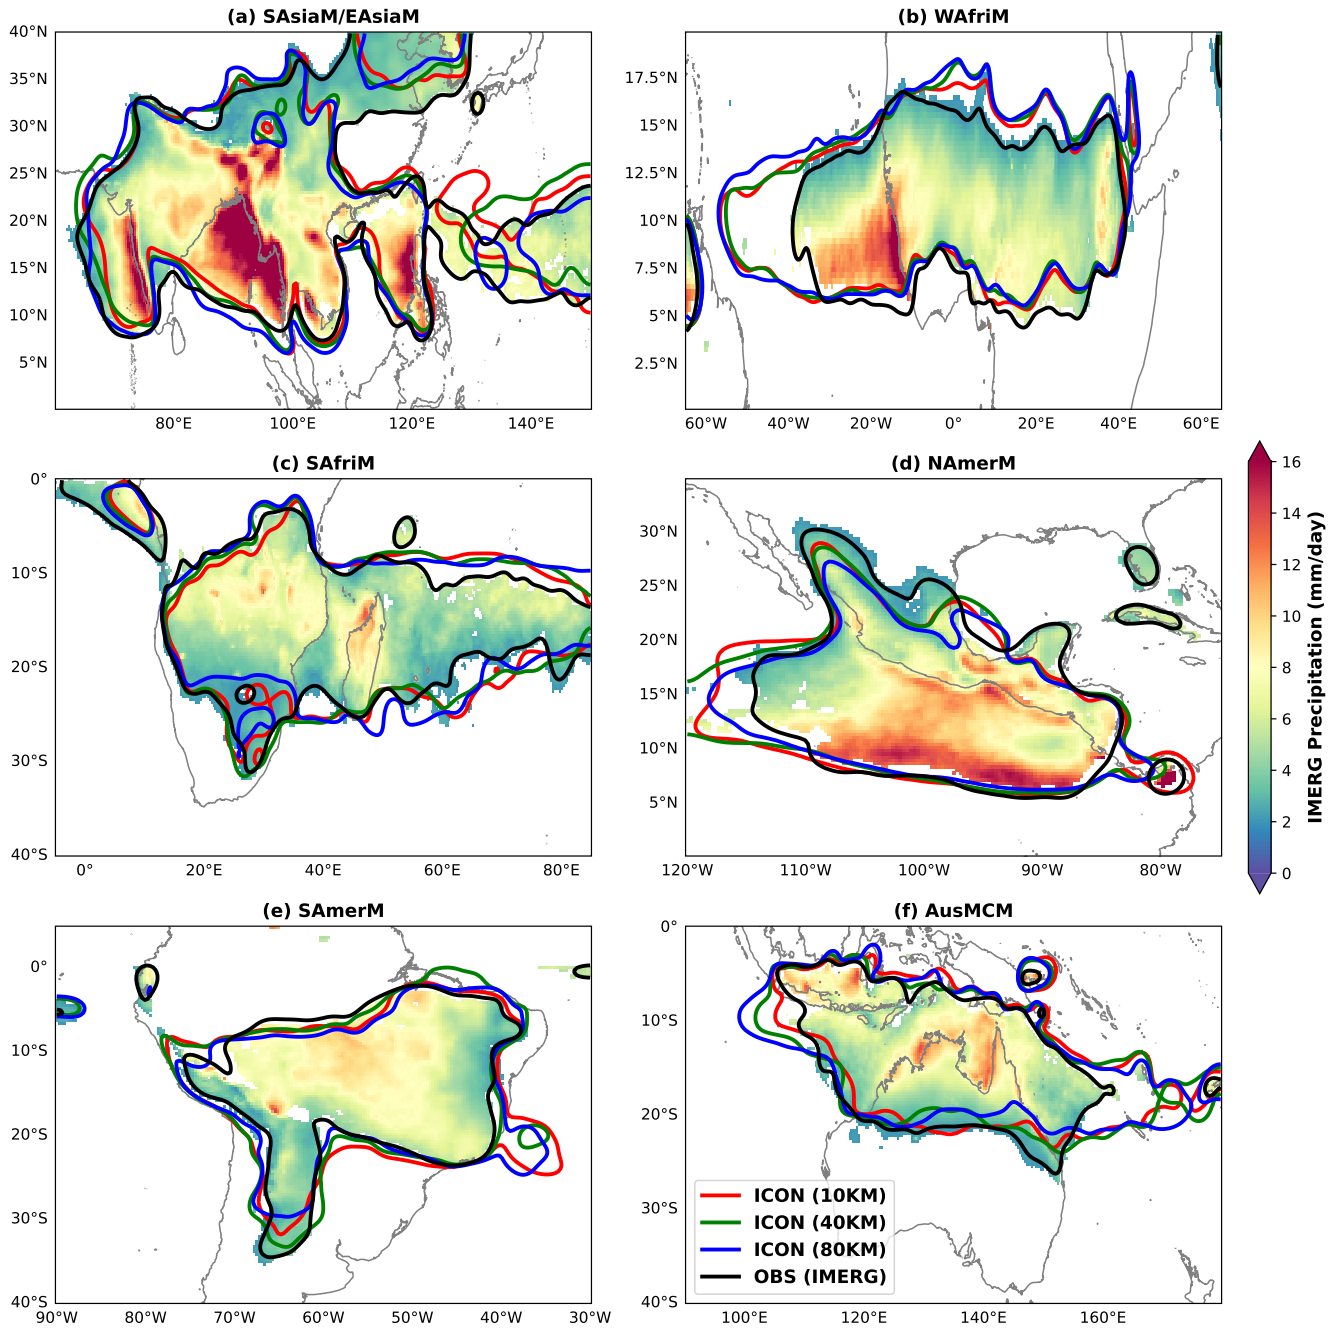 (a) SAsiaM/EAsiaM
40°N
35°N
30°N
25°N
20°N
15°N
10°N
5°N
80°E 100°E 120°E 140°E
(b) WAfriM
17.5°N
15°N
12.5°N
10°N
7.5°N
5°N
2.5°N
60°W 40°W 20°W 0° 20°E 40°E 60°E
(c) SAfriM
0°
10°S
20°S
30°S
40°S
0° 20°E 40°E 60°E 80°E
(d) NAmerM
30°N
25°N
20°N
15°N
10°N
5°N
120°W 110°W 100°W 90°W 80°W
16
14
12
10
8
6
4
2
0
IMERG Precipitation (mm/day)
(e) SAmerM
0°
10°S
20°S
30°S
40°S
90°W 80°W 70°W 60°W 50°W 40°W 30°W
(f) AusMCM
0°
10°S
20°S
30°S
40°S
100°E 120°E 140°E 160°E
ICON (10KM)
ICON (40KM)
ICON (80KM)
OBS (IMERG)